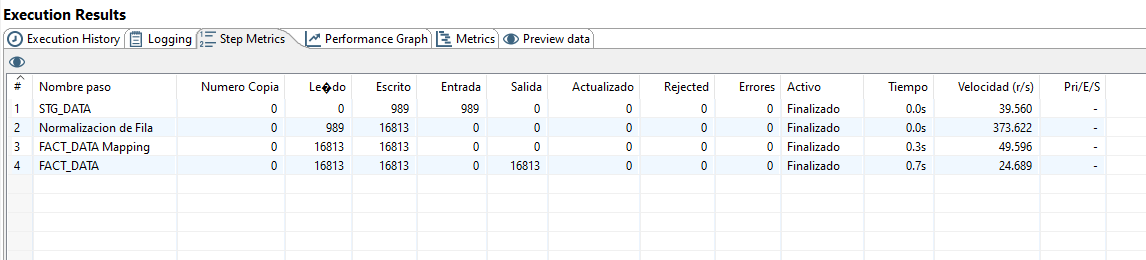 Execution Results
Execution History Logging Step Metrics Performance Graph Metrics Preview data
# Nombre paso Numero Copia Le�do Escrito Entrada Salida Actualizado Rejected Errores Activo Tiempo Velocidad (r/s) Pri/E/S
1 STG_DATA 0 0 989 989 0 0 0 0 Finalizado 0.0s 39.560 -
2 Normalizacion de Fila 0 989 16813 0 0 0 0 0 Finalizado 0.0s 373.622 -
3 FACT_DATA Mapping 0 16813 16813 0 0 0 0 0 Finalizado 0.3s 49.596 -
4 FACT_DATA 0 16813 16813 0 16813 0 0 0 Finalizado 0.7s 24.689 -